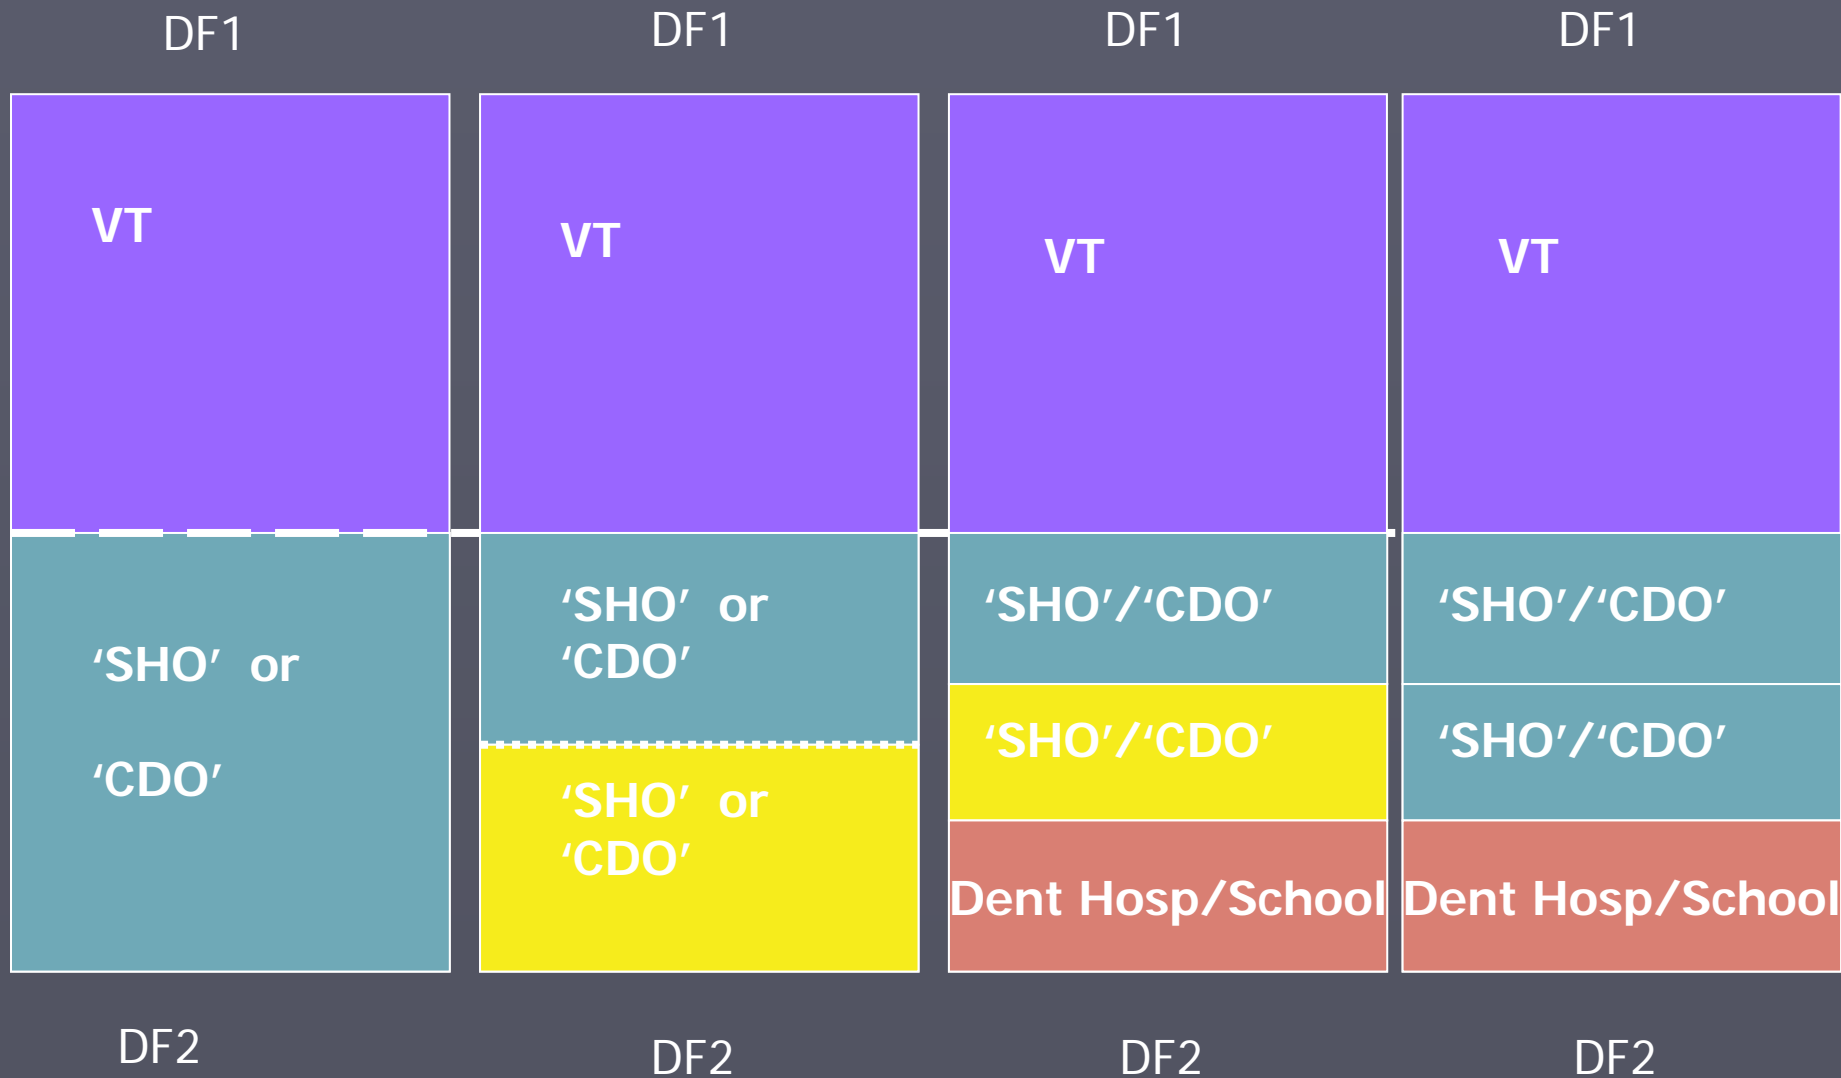 DF1
DF1
DF1
DF1
VT
VT
VT
VT
‘SHO’ or
‘CDO’
‘SHO’ or
‘CDO’
‘SHO’ or
‘CDO’
‘SHO’/‘CDO’
‘SHO’/‘CDO’
Dent Hosp/School
‘SHO’/‘CDO’
‘SHO’/‘CDO’
Dent Hosp/School
DF2
DF2
DF2
DF2